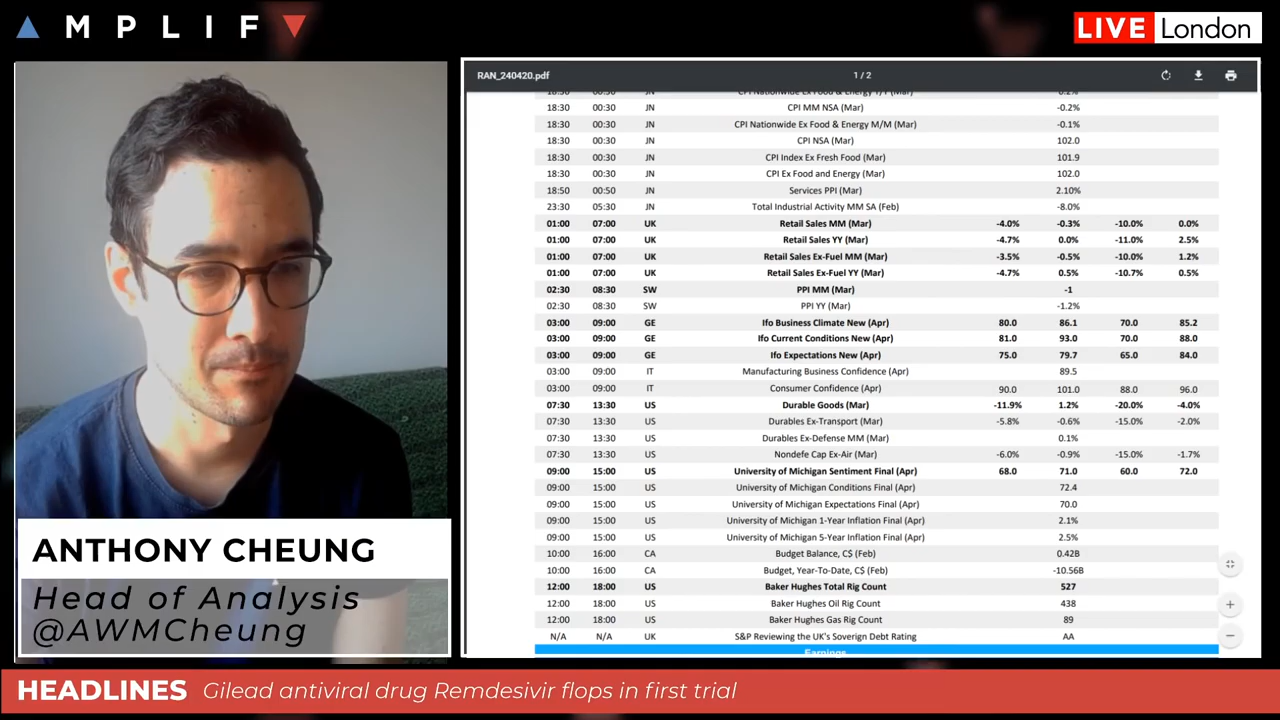 AMPLIFY
LIVE London
RAN_240420.pdf 1 / 2
18:30 00:30 JN CPI Nationwide Ex Food & Energy Y/Y (Mar) 0.2%
18:30 00:30 JN CPI MM NSA (Mar) -0.2%
18:30 00:30 JN CPI Nationwide Ex Food & Energy M/M (Mar) -0.1%
18:30 00:30 JN CPI NSA (Mar) 102.0
18:30 00:30 JN CPI Index Ex Fresh Food (Mar) 101.9
18:30 00:30 JN CPI Ex Food and Energy (Mar) 102.0
18:50 00:50 JN Services PPI (Mar) 2.10%
23:30 05:30 JN Total Industrial Activity MM SA (Feb) -8.0%
01:00 07:00 UK Retail Sales MM (Mar) -4.0% -0.3% -10.0% 0.0%
01:00 07:00 UK Retail Sales YY (Mar) -4.7% 0.0% -11.0% 2.5%
01:00 07:00 UK Retail Sales Ex-Fuel MM (Mar) -3.5% -0.5% -10.0% 1.2%
01:00 07:00 UK Retail Sales Ex-Fuel YY (Mar) -4.7% 0.5% -10.7% 0.5%
02:30 08:30 SW PPI MM (Mar) -1
02:30 08:30 SW PPI YY (Mar) -1.2%
03:00 09:00 GE Ifo Business Climate New (Apr) 80.0 86.1 70.0 85.2
03:00 09:00 GE Ifo Current Conditions New (Apr) 81.0 93.0 70.0 88.0
03:00 09:00 GE Ifo Expectations New (Apr) 75.0 79.7 65.0 84.0
03:00 09:00 IT Manufacturing Business Confidence (Apr) 89.5
03:00 09:00 IT Consumer Confidence (Apr) 90.0 101.0 88.0 96.0
07:30 13:30 US Durable Goods (Mar) -11.9% 1.2% -20.0% -4.0%
07:30 13:30 US Durables Ex-Transport (Mar) -5.8% -0.6% -15.0% -2.0%
07:30 13:30 US Durables Ex-Defense MM (Mar) 0.1%
07:30 13:30 US Nondefe Cap Ex-Air (Mar) -6.0% -0.9% -15.0% -1.7%
09:00 15:00 US University of Michigan Sentiment Final (Apr) 68.0 71.0 60.0 72.0
09:00 15:00 US University of Michigan Conditions Final (Apr) 72.4
09:00 15:00 US University of Michigan Expectations Final (Apr) 70.0
09:00 15:00 US University of Michigan 1-Year Inflation Final (Apr) 2.1%
09:00 15:00 US University of Michigan 5-Year Inflation Final (Apr) 2.5%
10:00 16:00 CA Budget Balance, C$ (Feb) 0.42B
10:00 16:00 CA Budget, Year-To-Date, C$ (Feb) -10.56B
12:00 18:00 US Baker Hughes Total Rig Count 527
12:00 18:00 US Baker Hughes Oil Rig Count 438
12:00 18:00 US Baker Hughes Gas Rig Count 89
N/A N/A UK S&P Reviewing the UK's Soverign Debt Rating AA
Earnings
ANTHONY CHEUNG
Head of Analysis
@AWMCheung
HEADLINES Gilead antiviral drug Remdesivir flops in first trial